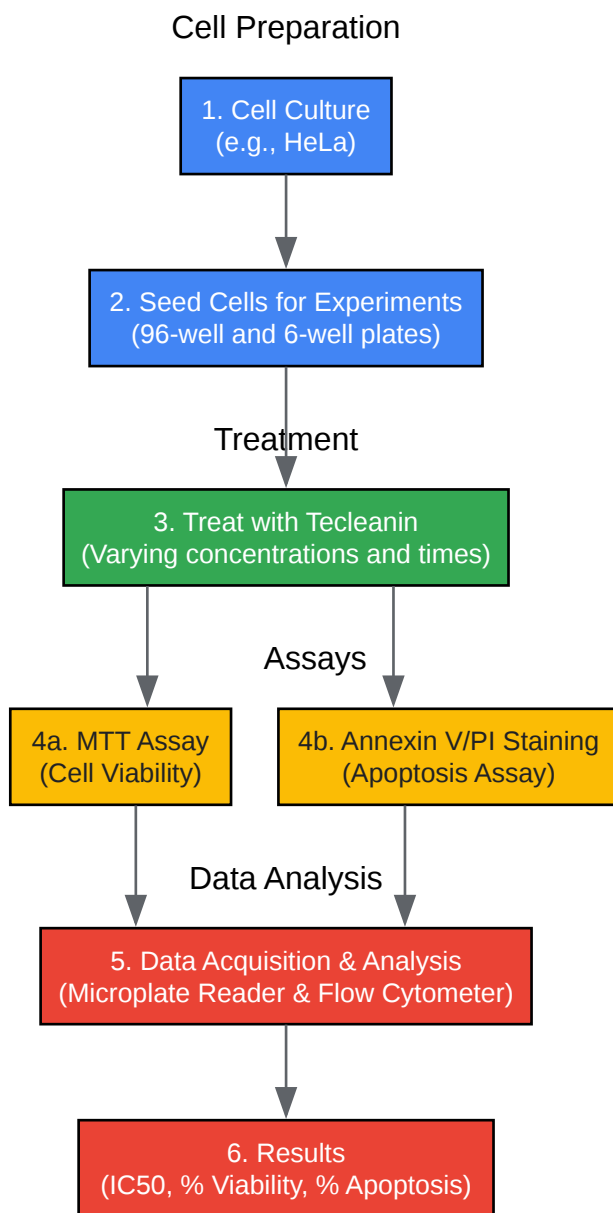 Cell Preparation
1. Cell Culture
(e.g., HeLa)
2. Seed Cells for Experiments
(96-well and 6-well plates)
Treatment
3. Treat with Tecleanin
(Varying concentrations and times)
Assays
4a. MTT Assay
(Cell Viability)
4b. Annexin V/PI Staining
(Apoptosis Assay)
Data Analysis
5. Data Acquisition & Analysis
(Microplate Reader & Flow Cytometer)
6. Results
(IC50, % Viability, % Apoptosis)